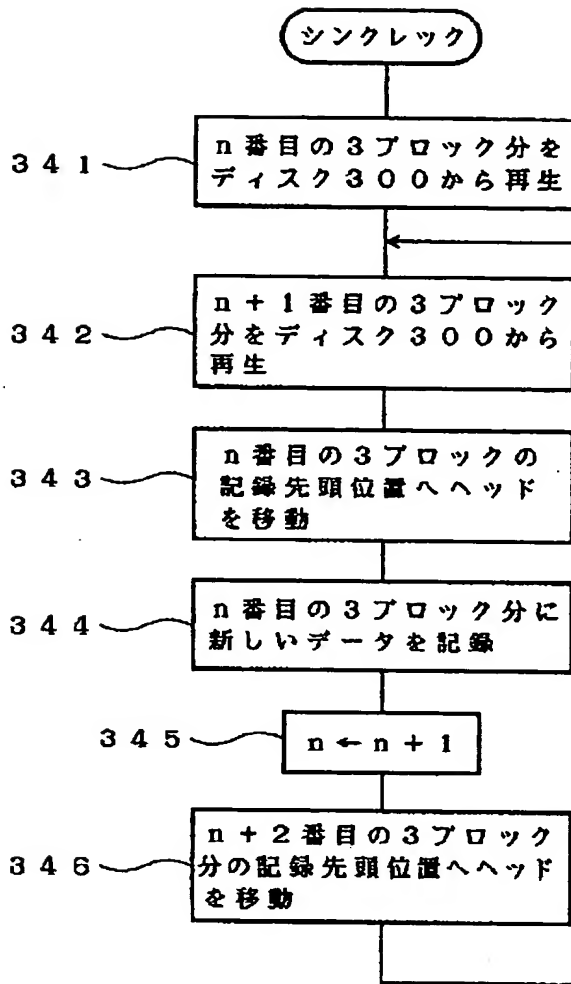 シンクレック
341
n番目の3ブロック分を
ディスク300から再生
342
n+1番目の3ブロック
分をディスク300から
再生
343
n番目の3ブロックの
記録先頭位置へヘッド
を移動
344
n番目の3ブロック分に
新しいデータを記録
345
n←n+1
346
n+2番目の3ブロック
分の記録先頭位置へヘッド
を移動